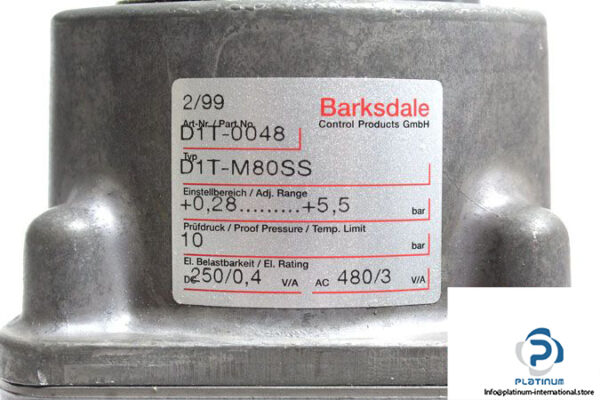 2/99
Barksdale
Control Products GmbH
Art-Nr./Part No.
D1T-0048
Typ
D1T-M80SS
Einstellbereich / Adj. Range
+0,28.........+5,5 bar
Prüfdruck / Proof Pressure / Temp. Limit
10 bar
El. Belastbarkeit / El. Rating
DC 250/0,4 V/A AC 480/3 V/A
PLATINUM
Info@platinum-international.store